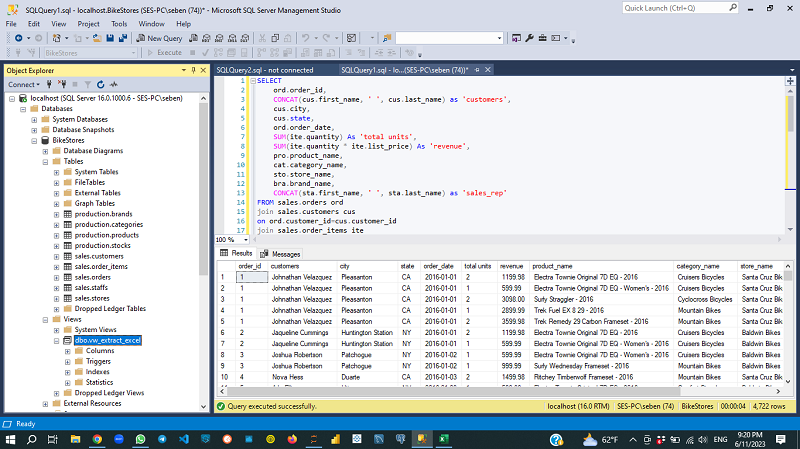 SQLQuery1.sql - localhost.BikeStores (SES-PC\seben (74))* - Microsoft SQL Server Management Studio
Quick Launch (Ctrl+Q)
File Edit View Project Tools Window Help
New Query
BikeStores Execute
Object Explorer
Connect
localhost (SQL Server 16.0.1000.6 - SES-PC\seben)
Databases
System Databases
Database Snapshots
BikeStores
Database Diagrams
Tables
System Tables
FileTables
External Tables
Graph Tables
production.brands
production.categories
production.products
production.stocks
sales.customers
sales.order_items
sales.orders
sales.staffs
sales.stores
Dropped Ledger Tables
Views
System Views
dbo.vw_extract_excel
Columns
Triggers
Indexes
Statistics
Dropped Ledger Views
External Resources
SQLQuery2.sql - not connected SQLQuery1.sql - lo...(SES-PC\seben (74))*
1 SELECT
2 ord.order_id,
3 CONCAT(cus.first_name, ' ', cus.last_name) as 'customers',
4 cus.city,
5 cus.state,
6 ord.order_date,
7 SUM(ite.quantity) As 'total units',
8 SUM(ite.quantity * ite.list_price) As 'revenue',
9 pro.product_name,
10 cat.category_name,
11 sto.store_name,
12 bra.brand_name,
13 CONCAT(sta.first_name, ' ', sta.last_name) as 'sales_rep'
14 FROM sales.orders ord
15 join sales.customers cus
16 on ord.customer_id=cus.customer_id
17 join sales.order_items ite
100 %
Results Messages
order_id customers city state order_date total units revenue product_name category_name store_name
1 1 Johnathan Velazquez Pleasanton CA 2016-01-01 2 1199.98 Electra Townie Original 7D EQ - 2016 Cruisers Bicycles Santa Cruz Bik
2 1 Johnathan Velazquez Pleasanton CA 2016-01-01 1 599.99 Electra Townie Original 7D EQ - Women's - 2016 Cruisers Bicycles Santa Cruz Bik
3 1 Johnathan Velazquez Pleasanton CA 2016-01-01 2 3098.00 Surly Straggler - 2016 Cyclocross Bicycles Santa Cruz Bik
4 1 Johnathan Velazquez Pleasanton CA 2016-01-01 1 2899.99 Trek Fuel EX 8 29 - 2016 Mountain Bikes Santa Cruz Bik
5 1 Johnathan Velazquez Pleasanton CA 2016-01-01 2 3599.98 Trek Remedy 29 Carbon Frameset - 2016 Mountain Bikes Santa Cruz Bik
6 2 Jaqueline Cummings Huntington Station NY 2016-01-01 2 Electra Townie Original 7D EQ - 2016 Cruisers Bicycles Baldwin Bikes
7 2 Jaqueline Cummings Huntington Station NY 2016-01-01 1 599.99 Electra Townie Original 7D EQ - Women's - 2016 Cruisers Bicycles Baldwin Bikes
8 3 Joshua Robertson Patchogue NY 2016-01-02 1 599.99 Electra Townie Original 7D EQ - Women's - 2016 Cruisers Bicycles Baldwin Bikes
9 3 Joshua Robertson Patchogue NY 2016-01-02 1 999.99 Surly Wednesday Frameset - 2016 Mountain Bikes Baldwin Bikes
10 4 Nova Hess Duarte CA 2016-01-03 2 1499.98 Ritchey Timberwolf Frameset - 2016 Mountain Bikes Santa Cruz Bik
Query executed successfully. localhost (16.0 RTM) SES-PC\seben (74) BikeStores 00:00:04 4,722 rows
Ready
62°F ENG 9:20 PM
6/11/2023